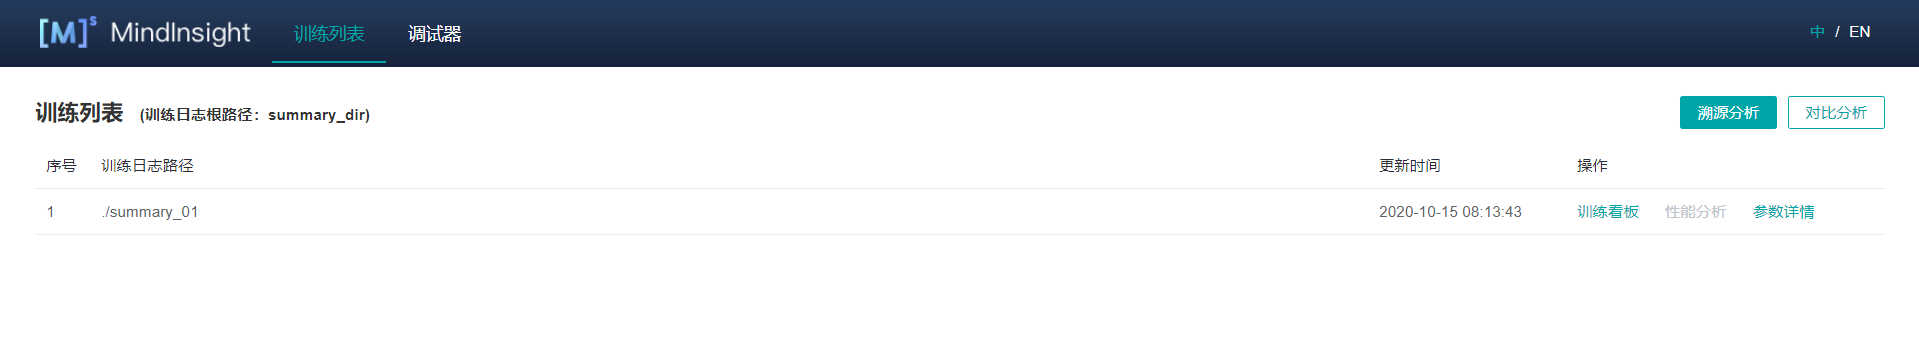 [M]s MindInsight 训练列表 调试器 中 / EN
训练列表 (训练日志根路径：summary_dir) 溯源分析 对比分析
序号 训练日志路径 更新时间 操作
1 ./summary_01 2020-10-15 08:13:43 训练看板 性能分析 参数详情